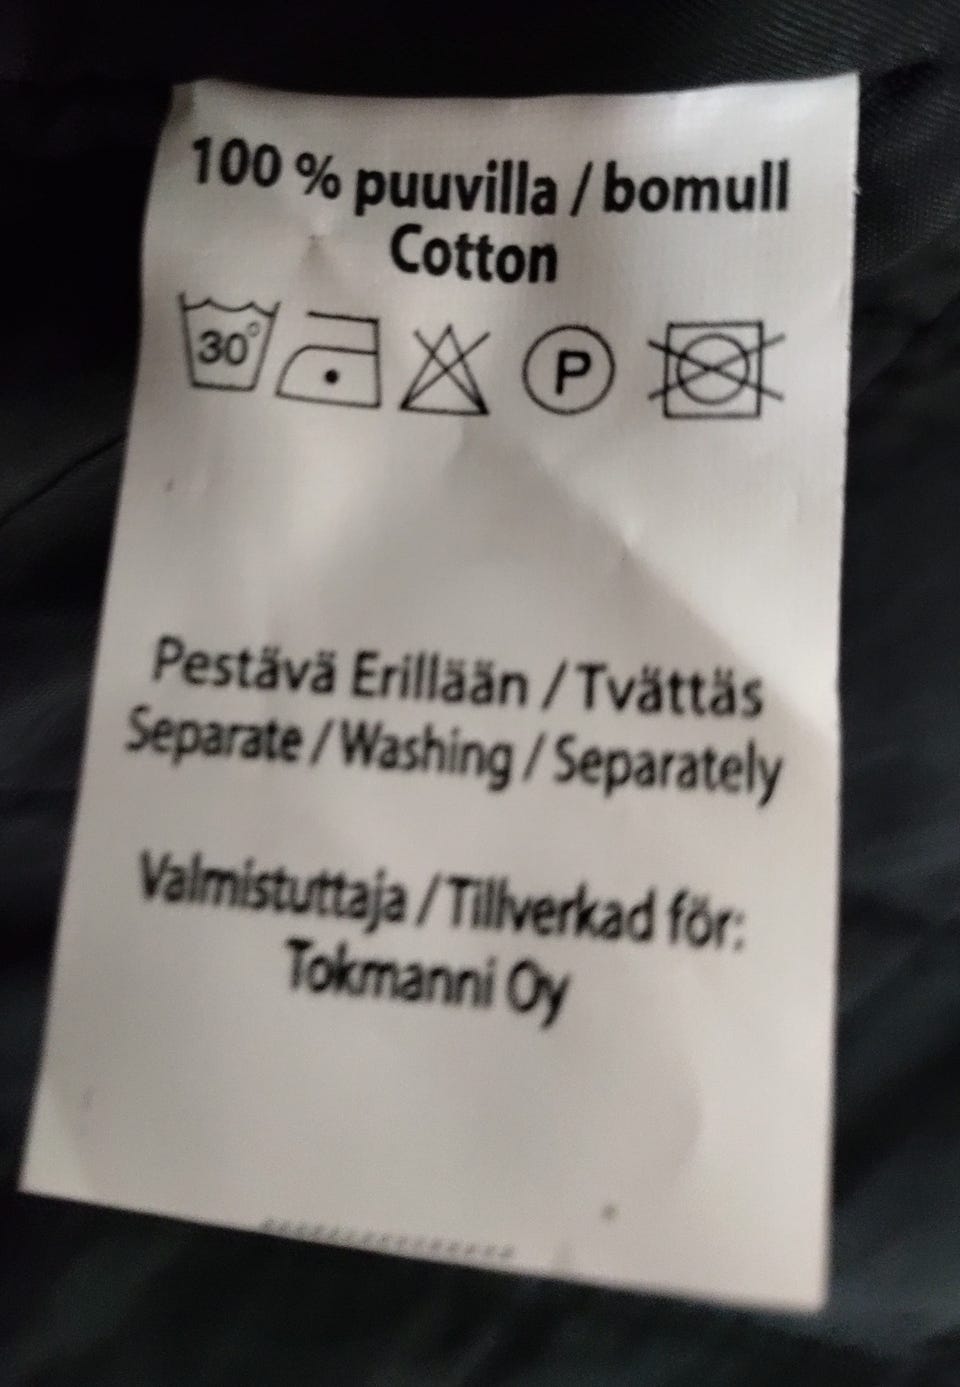 100 % puuvilla / bomull
Cotton
30°
P
Pestävä Erillään / Tvättäs
Separate / Washing / Separately
Valmistuttaja / Tillverkad för:
Tokmanni Oy